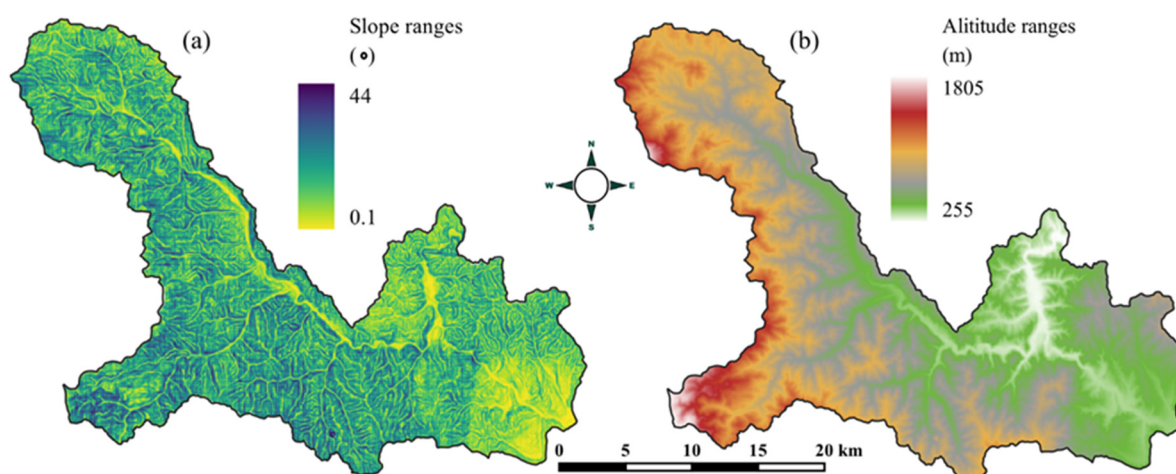 (a)
Slope ranges
(°)
44
0.1
N
W E
S
(b)
Alititude ranges
(m)
1805
255
0 5 10 15 20 km